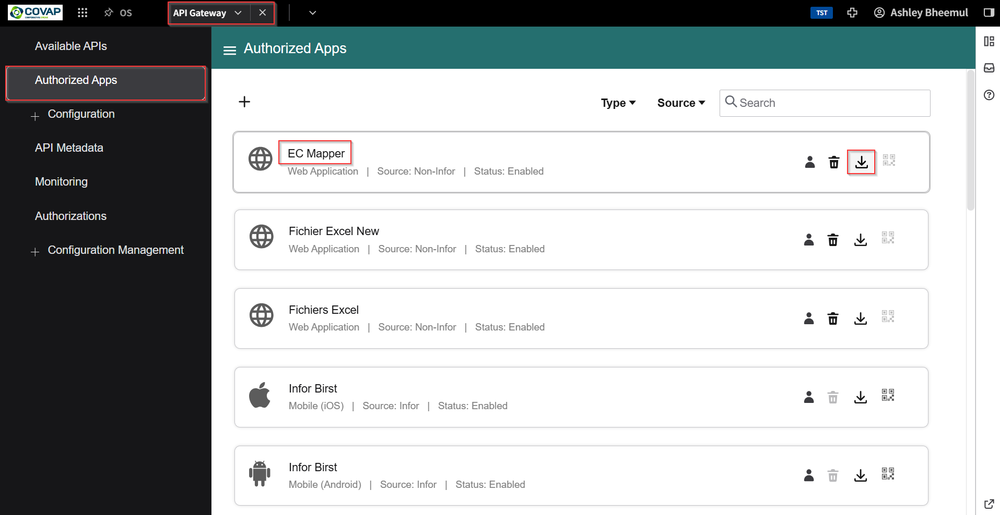 COVAP
OS
API Gateway
TST
Ashley Bheemul
Available APIs
Authorized Apps
Configuration
API Metadata
Monitoring
Authorizations
Configuration Management
Authorized Apps
Type
Source
Search
EC Mapper
Web Application | Source: Non-Infor | Status: Enabled
Fichier Excel New
Web Application | Source: Non-Infor | Status: Enabled
Fichiers Excel
Web Application | Source: Non-Infor | Status: Enabled
Infor Birst
Mobile (iOS) | Source: Infor | Status: Enabled
Infor Birst
Mobile (Android) | Source: Infor | Status: Enabled